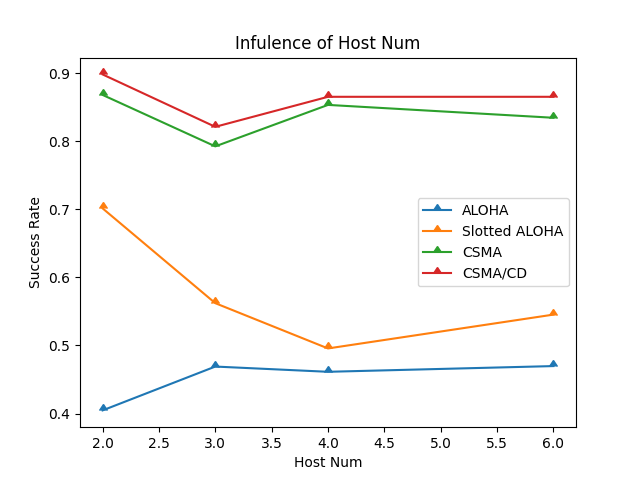 Infulence of Host Num
Success Rate
0.9
0.8
0.7
0.6
0.5
0.4
ALOHA
Slotted ALOHA
CSMA
CSMA/CD
2.0 2.5 3.0 3.5 4.0 4.5 5.0 5.5 6.0
Host Num